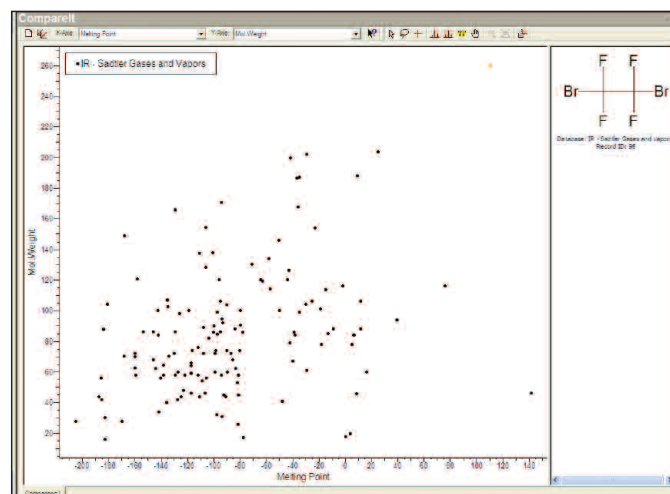 CompareIt
X-Axis: Melting Point Y-Axis: Mol.Weight
IR - Sadtler Gases and Vapors
260
240
220
200
180
160
140
120
100
80
60
40
20
Mol.Weight
-200 -180 -160 -140 -120 -100 -80 -60 -40 -20 0 20 40 60 80 100 120 140
Melting Point
F F
Br Br
F F
Database: IR - Sadtler Gases and Vapors
Record ID: 96